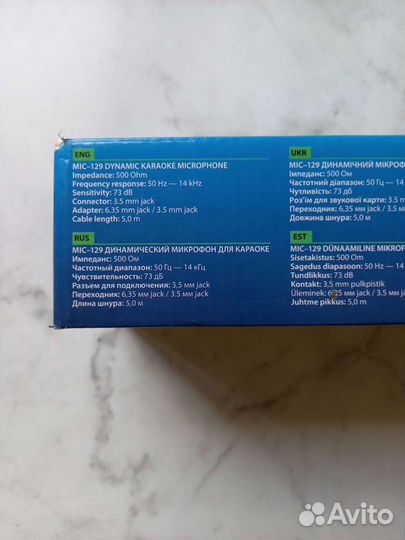 ENG
MIC–129 DYNAMIC KARAOKE MICROPHONE
Impedance: 500 Ohm
Frequency response: 50 Hz — 14 kHz
Sensitivity: 73 dB
Connector: 3.5 mm jack
Adapter: 6,35 mm jack / 3.5 mm jack
Cable length: 5,0 m
UKR
MIC–129 ДИНАМІЧНИЙ МІКРОФ
Імпеданс: 500 Ом
Частотний діапазон: 50 Гц — 14
Чутливість: 73 дб
Роз'їм для звукової карти: 3,5 m
Переходник: 6,35 мм jack / 3.5 м
Довжина шнура: 5,0 м
RUS
MIC–129 ДИНАМИЧЕСКИЙ МИКРОФОН ДЛЯ КАРАОКЕ
Импеданс: 500 Ом
Частотный диапазон: 50 Гц — 14 кГц
Чувствительность: 73 дБ
Разъем для подключения: 3,5 мм jack
Переходник: 6,35 мм jack / 3.5 мм jack
Длина шнура: 5,0 м
EST
MIC–129 DÜNAAMILINE MIKROF
Sisetakistus: 500 Om
Sagedus diapasoon: 50 Hz — 14
Tundlikkus: 73 dB
Kontakt: 3,5 mm pulkpistik
Üleminek: 6,35 мм jack / 3.5 мм j
Juhtme pikkus: 5,0 m
Avito